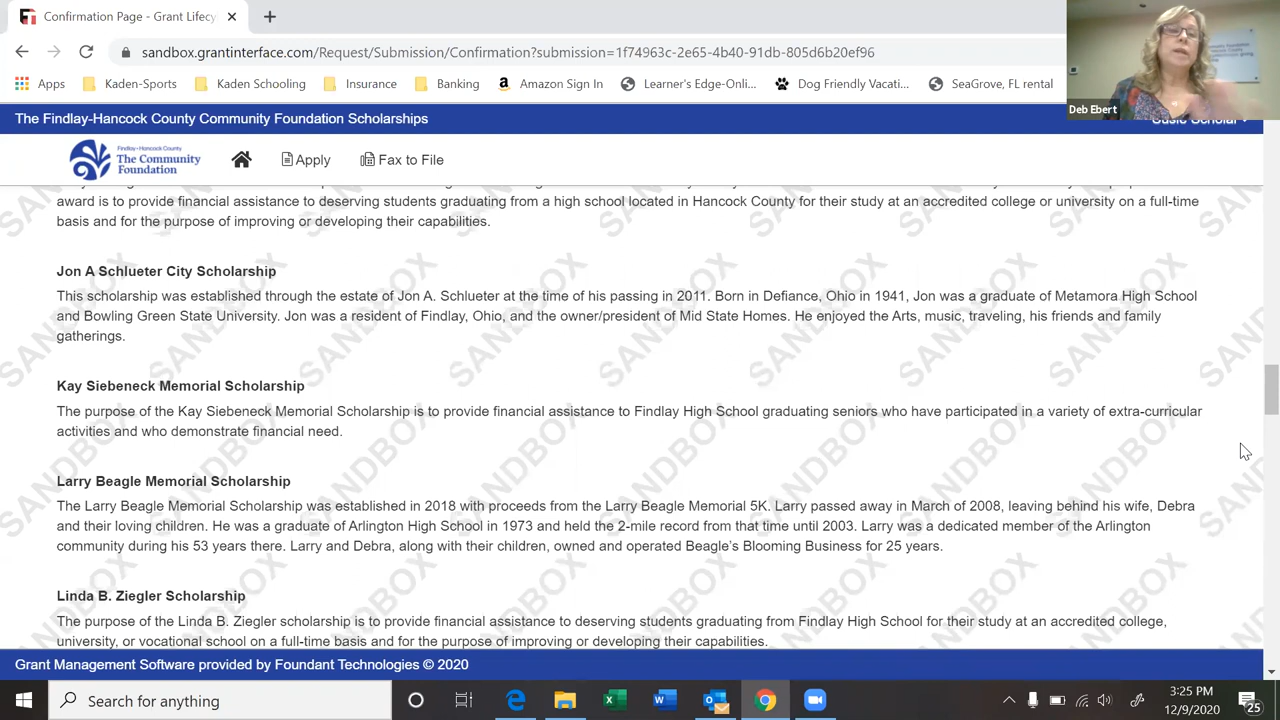 Confirmation Page - Grant Lifecy
sandbox.grantinterface.com/Request/Submission/Confirmation?submission=1f74963c-2e65-4b40-91db-805d6b20ef96
Apps Kaden-Sports Kaden Schooling Insurance Banking Amazon Sign In Learner's Edge-Onli... Dog Friendly Vacati... SeaGrove, FL rental
Deb Ebert
The Findlay-Hancock County Community Foundation Scholarships
Findlay • Hancock County
The Community
Foundation
Apply
Fax to File
award is to provide financial assistance to deserving students graduating from a high school located in Hancock County for their study at an accredited college or university on a full-time
basis and for the purpose of improving or developing their capabilities.
Jon A Schlueter City Scholarship
This scholarship was established through the estate of Jon A. Schlueter at the time of his passing in 2011. Born in Defiance, Ohio in 1941, Jon was a graduate of Metamora High School
and Bowling Green State University. Jon was a resident of Findlay, Ohio, and the owner/president of Mid State Homes. He enjoyed the Arts, music, traveling, his friends and family
gatherings.
Kay Siebeneck Memorial Scholarship
The purpose of the Kay Siebeneck Memorial Scholarship is to provide financial assistance to Findlay High School graduating seniors who have participated in a variety of extra-curricular
activities and who demonstrate financial need.
Larry Beagle Memorial Scholarship
The Larry Beagle Memorial Scholarship was established in 2018 with proceeds from the Larry Beagle Memorial 5K. Larry passed away in March of 2008, leaving behind his wife, Debra
and their loving children. He was a graduate of Arlington High School in 1973 and held the 2-mile record from that time until 2003. Larry was a dedicated member of the Arlington
community during his 53 years there. Larry and Debra, along with their children, owned and operated Beagle's Blooming Business for 25 years.
Linda B. Ziegler Scholarship
The purpose of the Linda B. Ziegler scholarship is to provide financial assistance to deserving students graduating from Findlay High School for their study at an accredited college,
university, or vocational school on a full-time basis and for the purpose of improving or developing their capabilities.
SANDBOX
Grant Management Software provided by Foundant Technologies © 2020
Search for anything
3:25 PM
12/9/2020
25